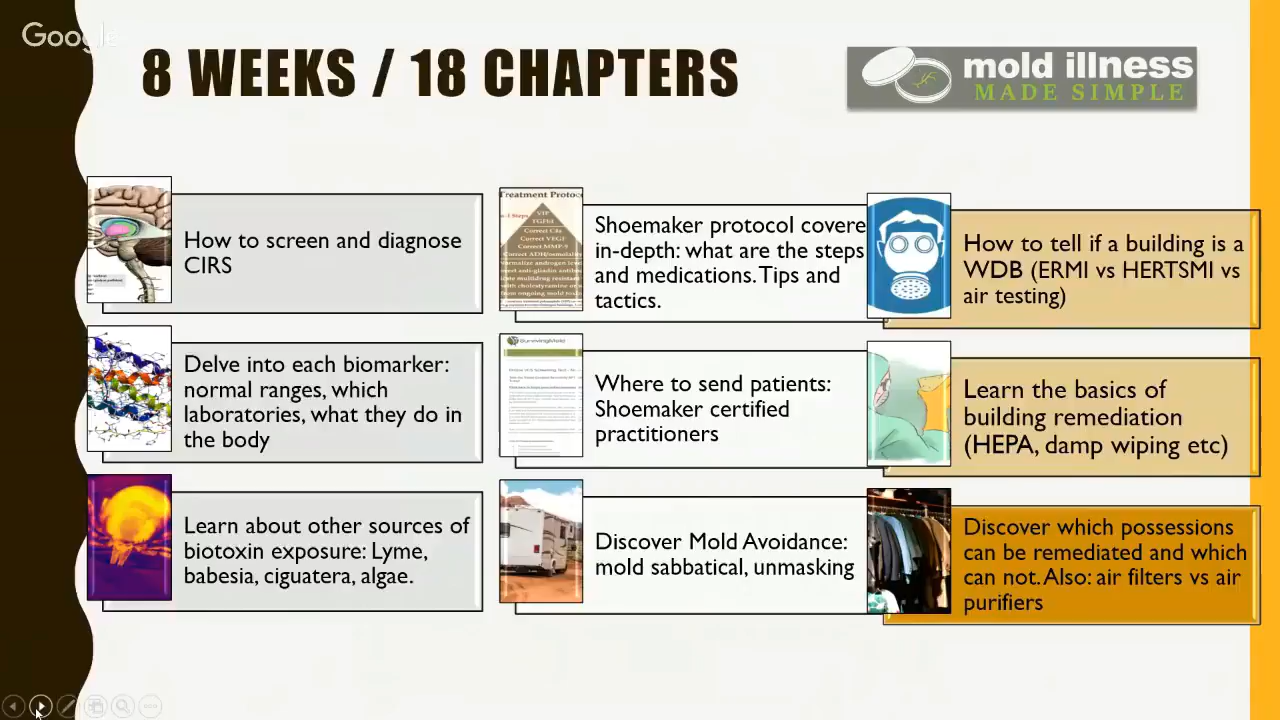 Google
8 WEEKS / 18 CHAPTERS
mold illness
MADE SIMPLE
How to screen and diagnose
CIRS
Delve into each biomarker:
normal ranges, which
laboratories, what they do in
the body
Learn about other sources of
biotoxin exposure: Lyme,
babesia, ciguatera, algae.
Treatment Protoc
VIP
Correct C4a
Correct VEGF
Correct MMP-9
Correct ADH/osmolality
Shoemaker protocol covere
in-depth: what are the steps
and medications. Tips and
tactics.
SurvivingMold
Where to send patients:
Shoemaker certified
practitioners
Discover Mold Avoidance:
mold sabbatical, unmasking
How to tell if a building is a
WDB (ERMI vs HERTSMI vs
air testing)
Learn the basics of
building remediation
(HEPA, damp wiping etc)
Discover which possessions
can be remediated and which
can not. Also: air filters vs air
purifiers